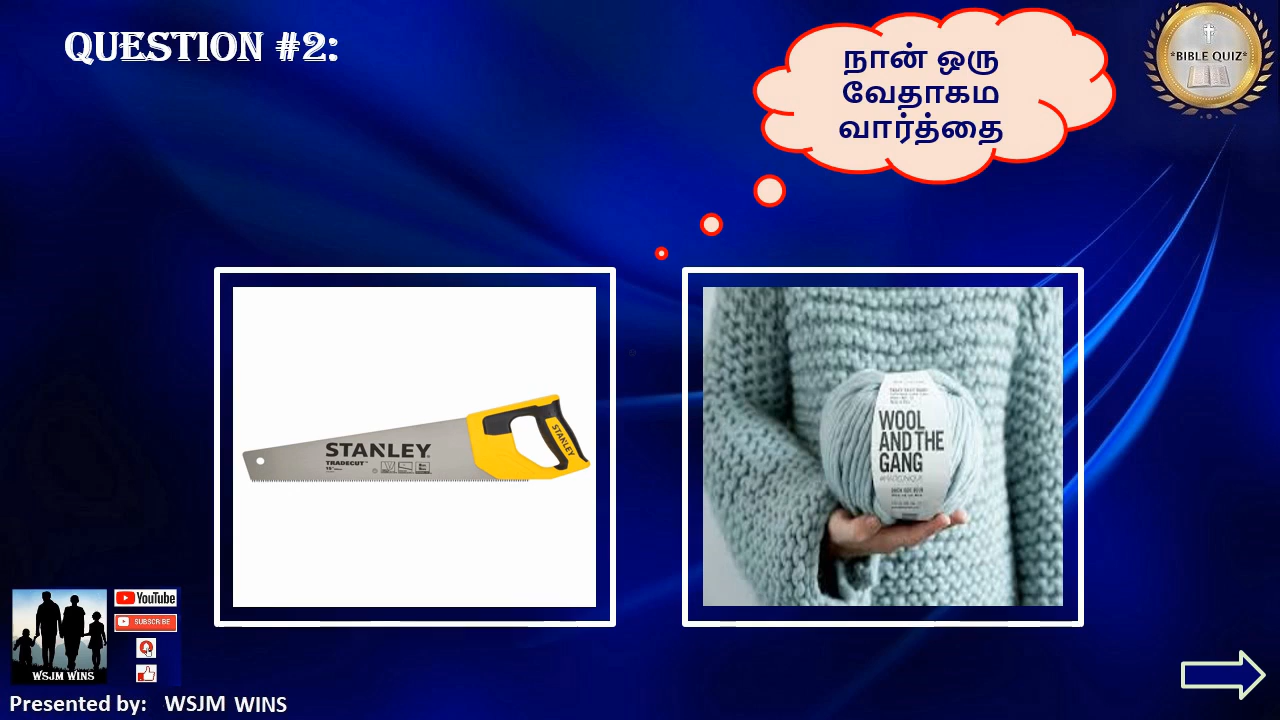 QUESTION #2:
நான் ஒரு
வேதாகம
வார்த்தை
*BIBLE QUIZ*
STANLEY
TRADECUT
STANLEY
WOOL
AND THE
GANG
YouTube
SUBSCRIBE
WSJM WINS
Presented by: WSJM WINS